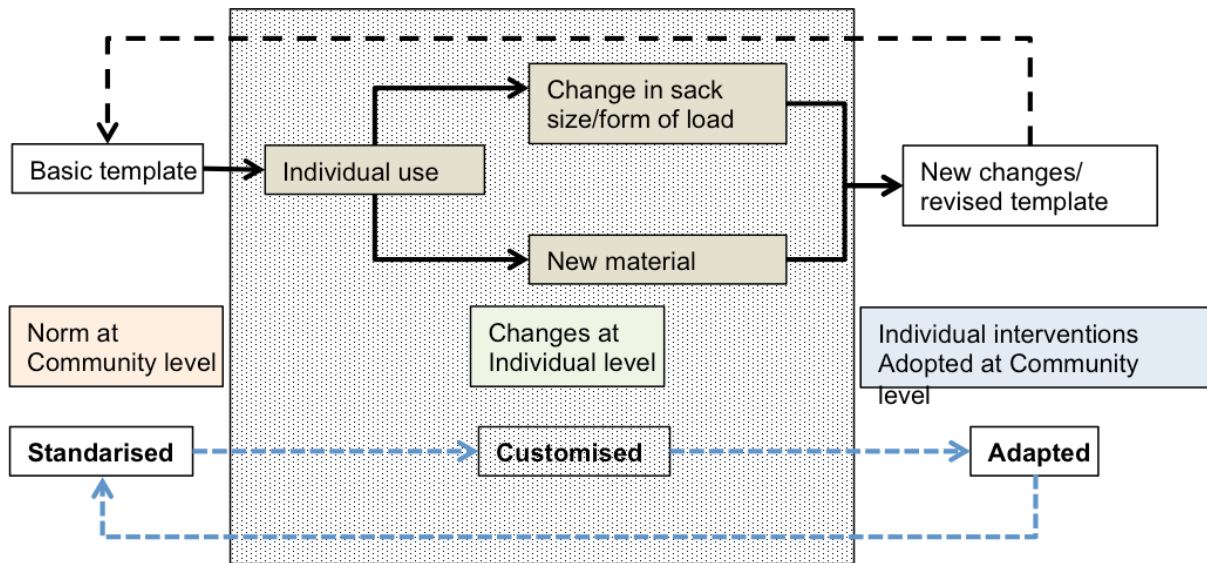 Change in sack
size/form of load
Basic template
Individual use
New changes/
revised template
New material
Norm at
Community level
Changes at
Individual level
Individual interventions
Adopted at Community
level
Standarised
Customised
Adapted